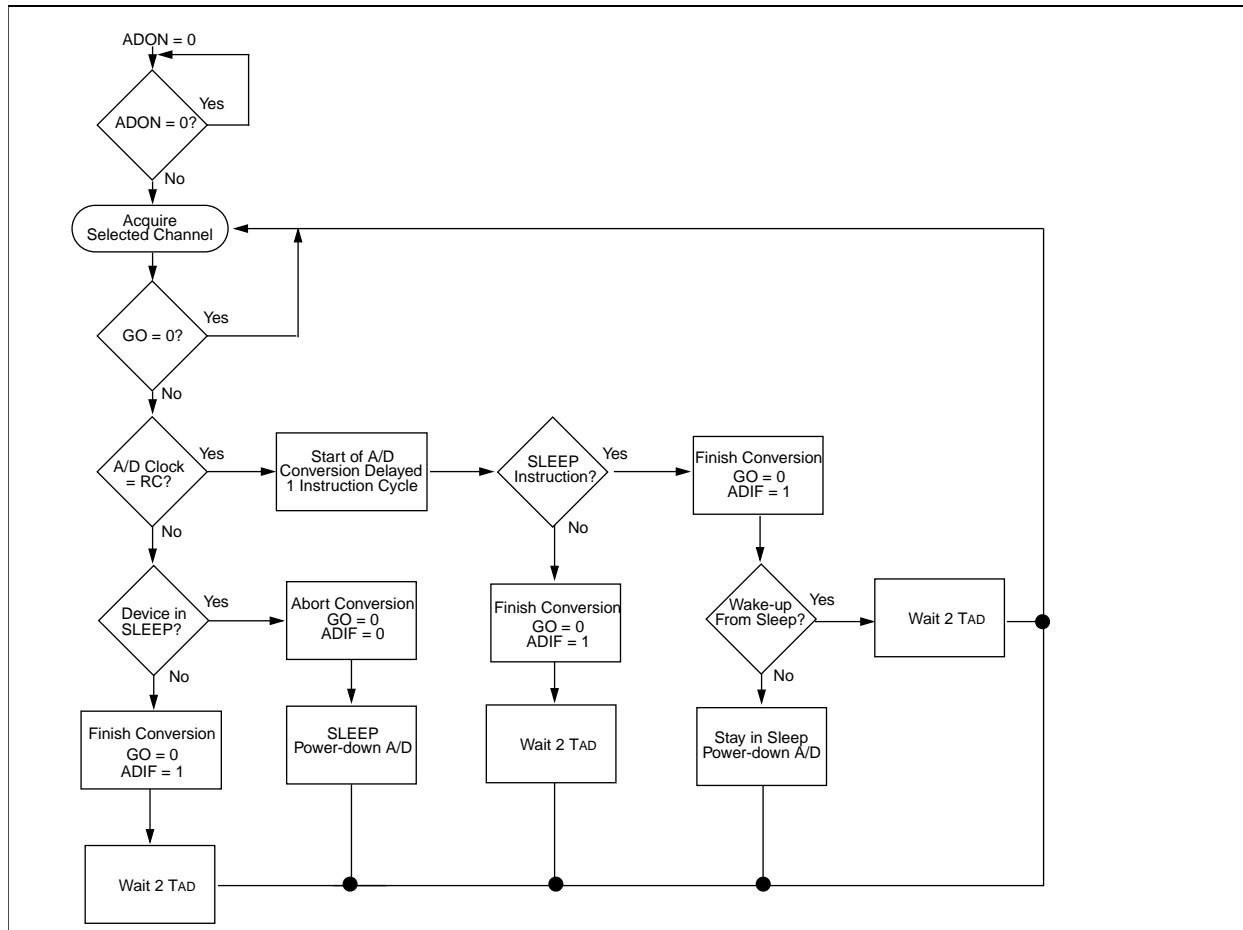 ADON = 0
Yes
ADON = 0?
No
Acquire
Selected Channel
Yes
GO = 0?
No
A/D Clock
= RC?
Yes
Start of A/D
Conversion Delayed
1 Instruction Cycle
SLEEP
Instruction?
Yes
Finish Conversion
GO = 0
ADIF = 1
No
No
Device in
SLEEP?
Yes
Abort Conversion
GO = 0
ADIF = 0
Finish Conversion
GO = 0
ADIF = 1
Wake-up
From Sleep?
Yes
Wait 2 TAD
No
No
Finish Conversion
GO = 0
ADIF = 1
SLEEP
Power-down A/D
Wait 2 TAD
Stay in Sleep
Power-down A/D
Wait 2 TAD